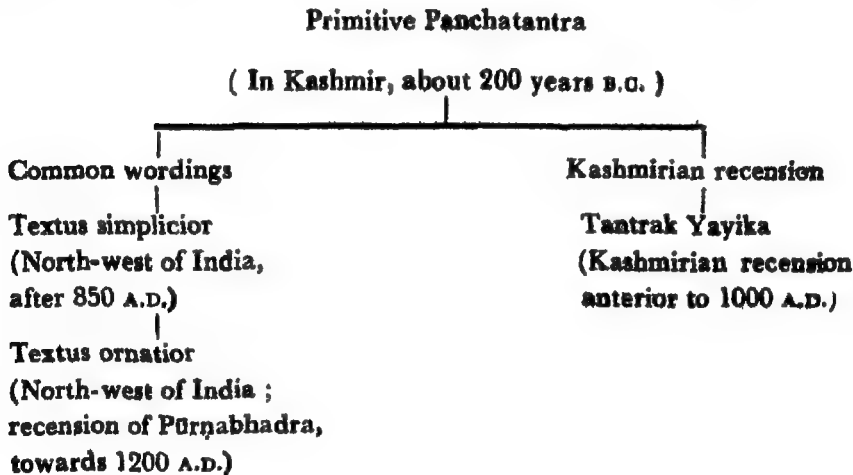 Primitive Panchatantra
( In Kashmir, about 200 years B.C. )
Common wordings
Textus simplicior
(North-west of India,
after 850 A.D.)
Textus ornatior
(North-west of India ;
recension of Pūrṇabhadra,
towards 1200 A.D.)
Kashmirian recension
Tantrak Yayika
(Kashmirian recension
anterior to 1000 A.D.)